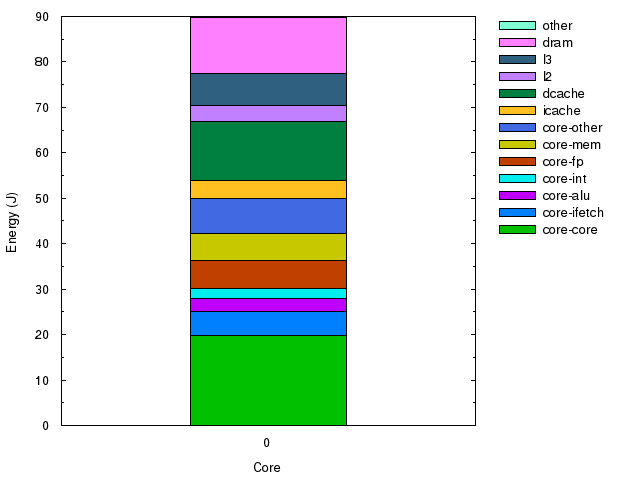 90
80
70
60
50
40
30
20
10
0
Energy (J)
0
Core
other
dram
l3
l2
dcache
icache
core-other
core-mem
core-fp
core-int
core-alu
core-ifetch
core-core